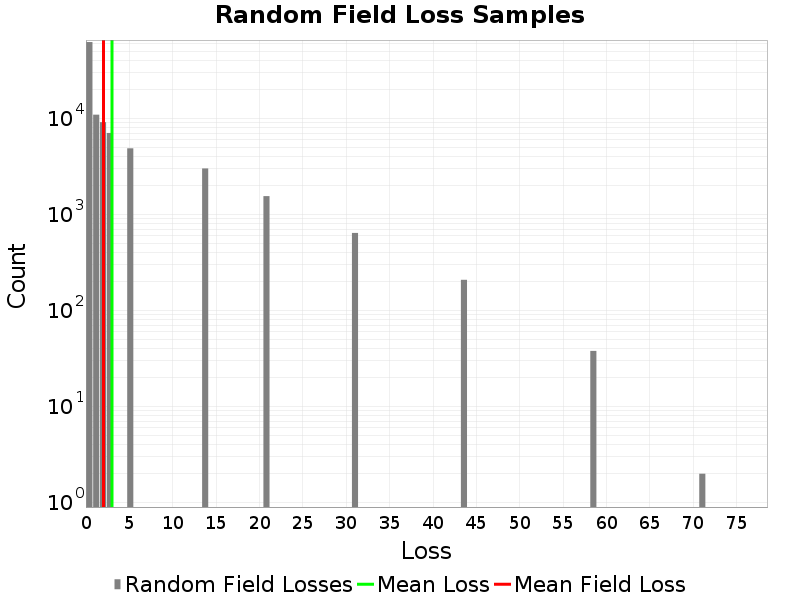 Random Field Loss Samples
Count
10^4
10^3
10^2
10^1
10^0
0 5 10 15 20 25 30 35 40 45 50 55 60 65 70 75
Loss
Random Field Losses Mean Loss Mean Field Loss